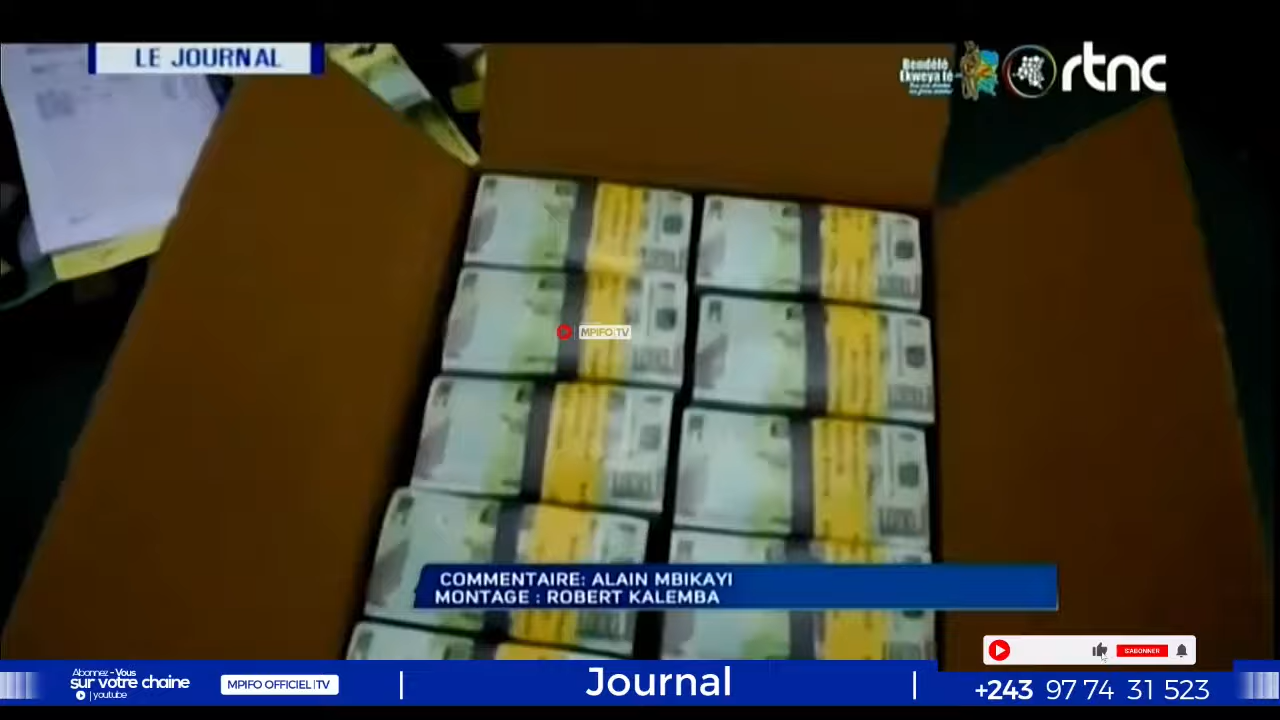 LE JOURNAL
Bendélé
Ekweya té
rtnc
MPIFO TV
COMMENTAIRE: ALAIN MBIKAYI
MONTAGE : ROBERT KALEMBA
S'ABONNER
Abonnez-Vous
sur votre chaine
youtube
MPIFO OFFICIEL TV
Journal
+243 97 74 31 523